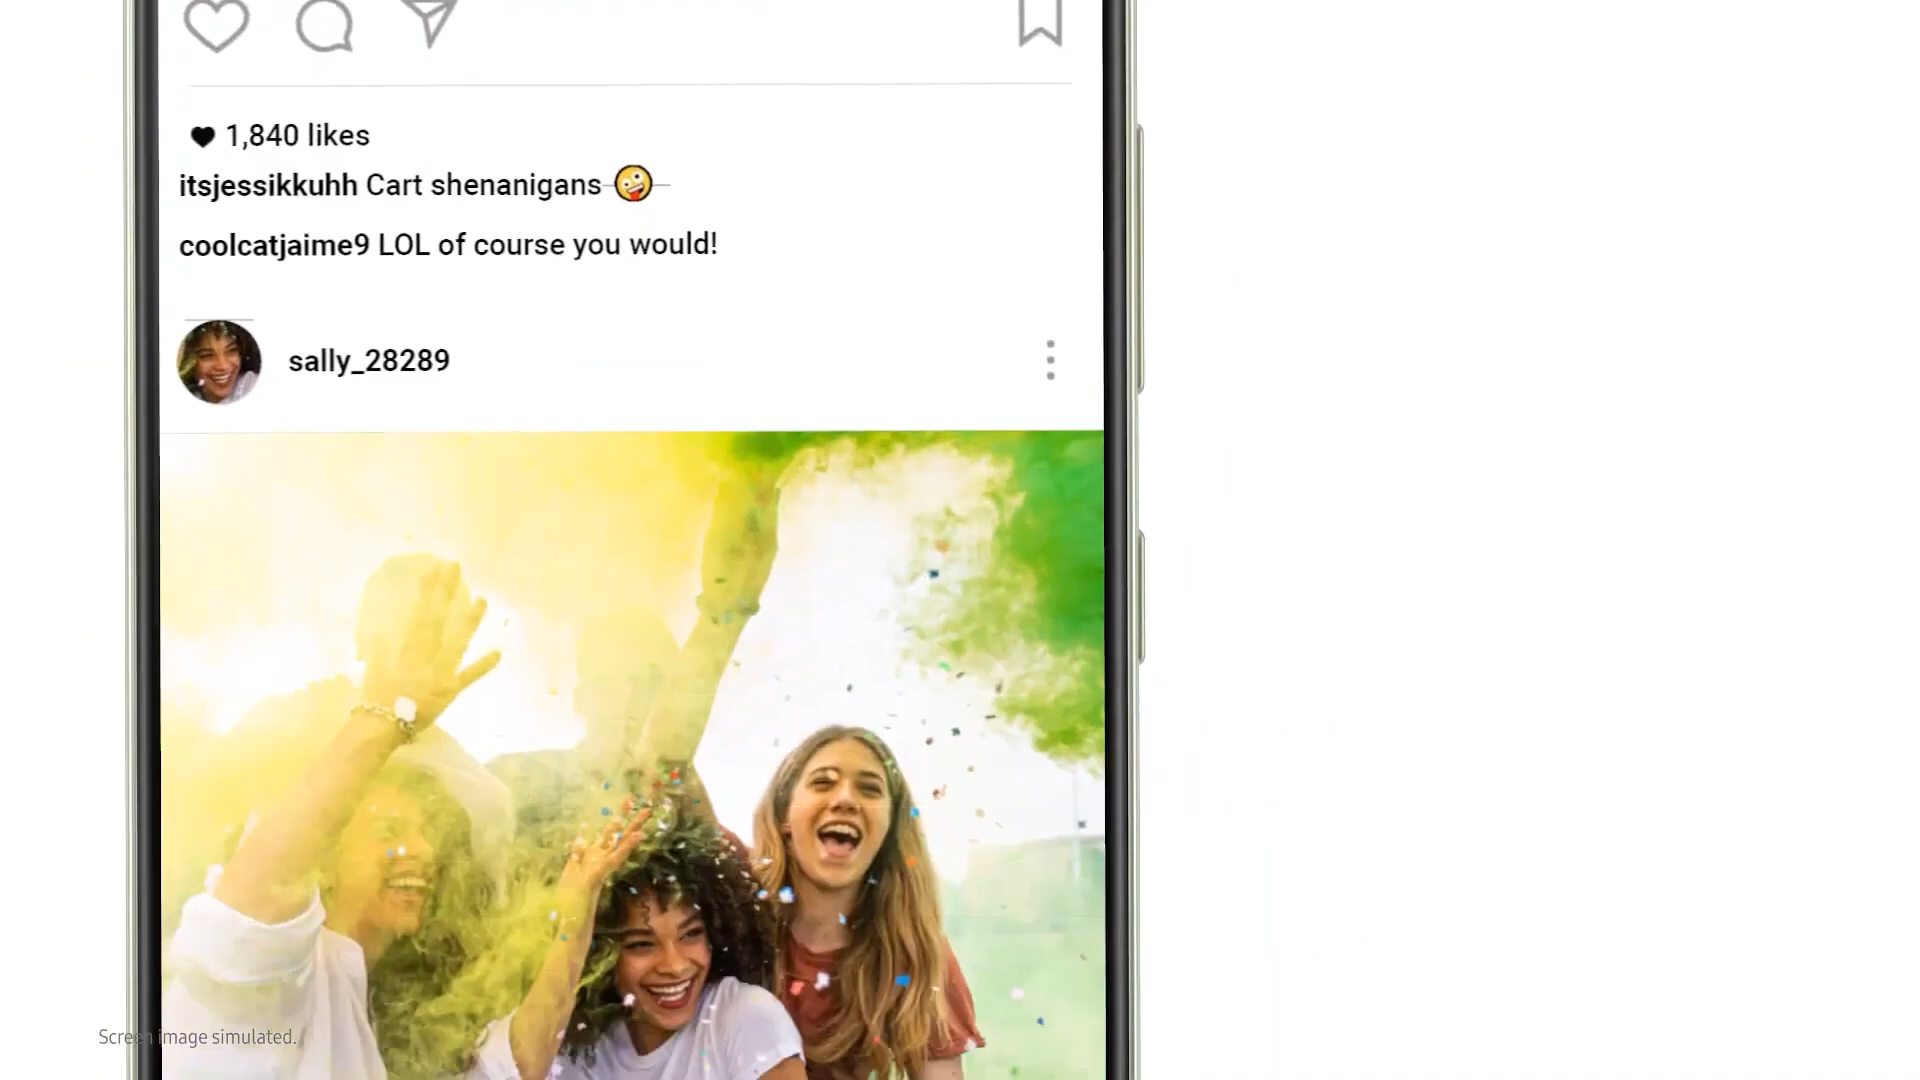 1,840 likes
itsjessikkuhh Cart shenanigans 🤪
coolcatjaime9 LOL of course you would!
sally_28289
Screen image simulated.